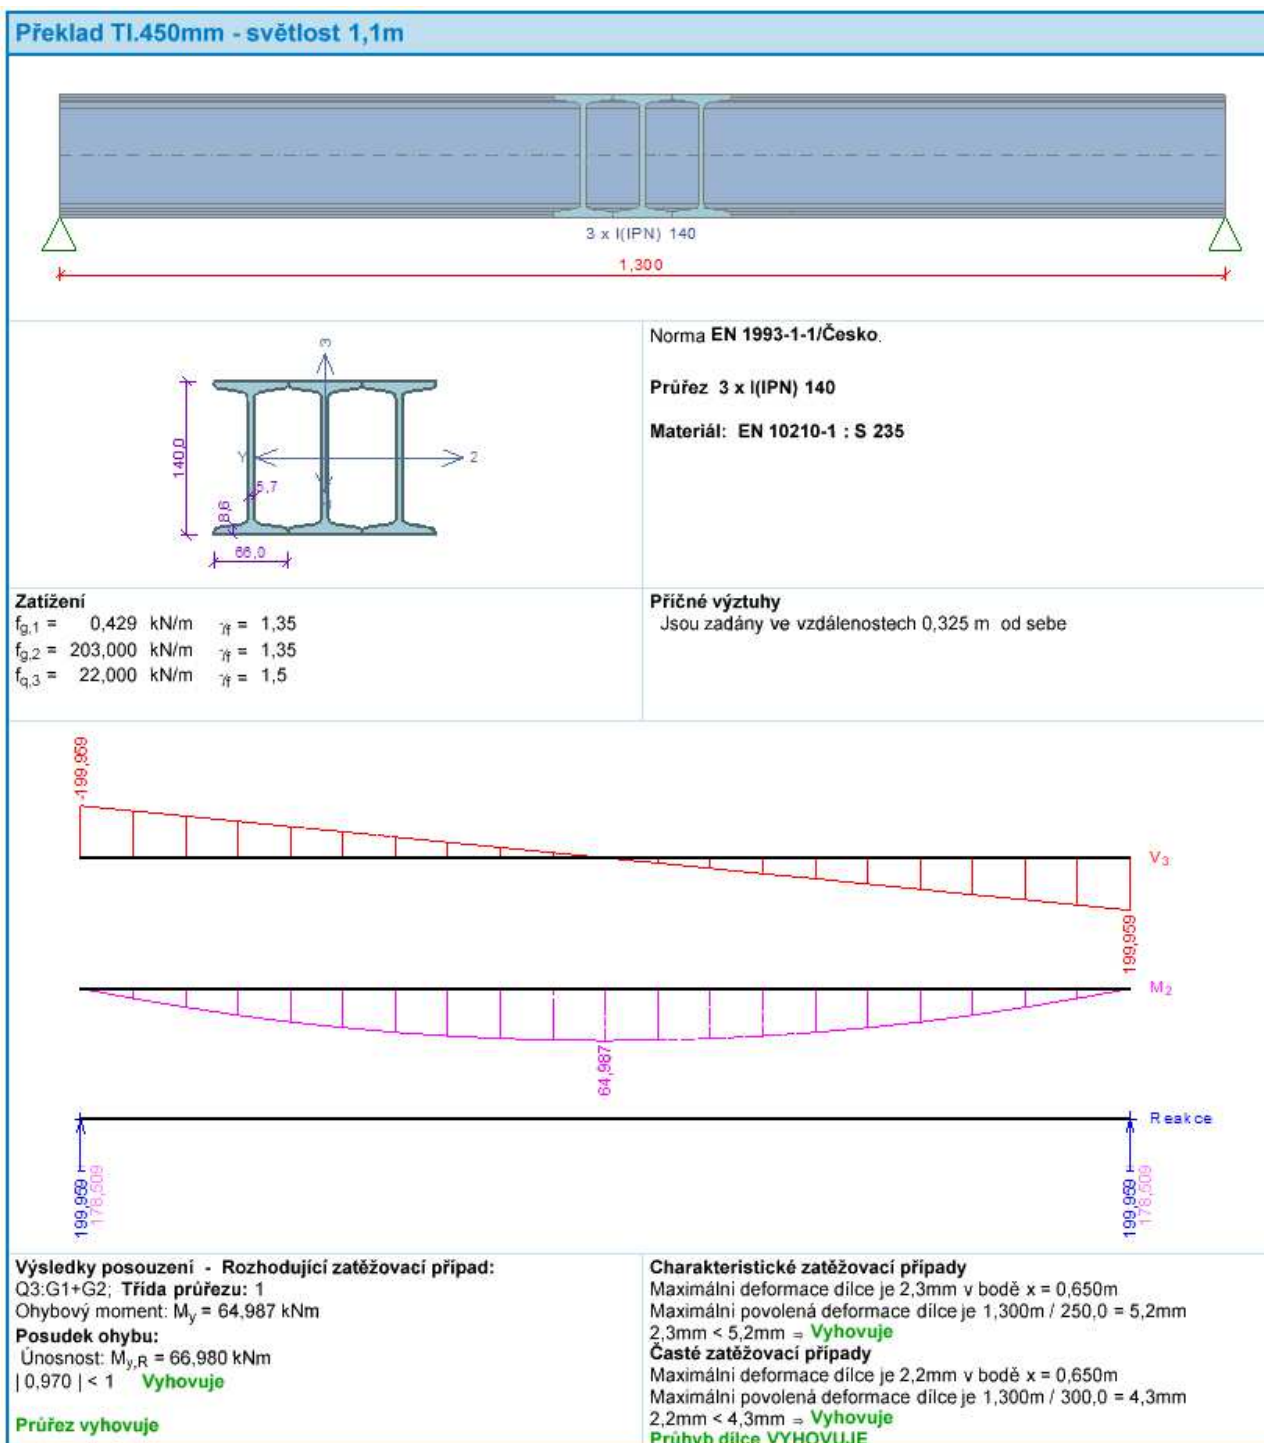 Překlad Tl.450mm - světlost 1,1m
3 x I(IPN) 140
1,300
Norma EN 1993-1-1/Česko.
Průřez 3 x I(IPN) 140
Materiál: EN 10210-1 : S 235
3
Y
2
140,0
5,7
8,6
66,0
Zatížení
fg,1 = 0,429 kN/m γf = 1,35
fg,2 = 203,000 kN/m γf = 1,35
fq,3 = 22,000 kN/m γf = 1,5
Příčné výztuhy
Jsou zadány ve vzdálenostech 0,325 m od sebe
-199,959
V3
199,959
M2
64,987
Reakce
199,959
178,509
199,959
178,509
Výsledky posouzení - Rozhodující zatěžovací případ:
Q3:G1+G2; Třída průřezu: 1
Ohybový moment: My = 64,987 kNm
Posudek ohybu:
Únosnost: My,R = 66,980 kNm
| 0,970 | < 1 Vyhovuje
Průřez vyhovuje
Charakteristické zatěžovací případy
Maximální deformace dílce je 2,3mm v bodě x = 0,650m
Maximální povolená deformace dílce je 1,300m / 250,0 = 5,2mm
2,3mm < 5,2mm = Vyhovuje
Časté zatěžovací případy
Maximální deformace dílce je 2,2mm v bodě x = 0,650m
Maximální povolená deformace dílce je 1,300m / 300,0 = 4,3mm
2,2mm < 4,3mm = Vyhovuje
Průhyb dílce VYHOVUJE